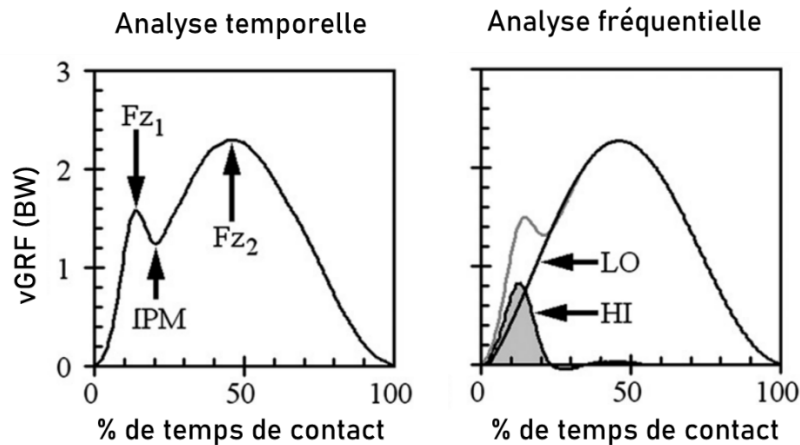 Analyse temporelle
Analyse fréquentielle
3
2
1
0
vGRF (BW)
Fz1
IPM
Fz2
LO
HI
0 50 100
0 50 100
% de temps de contact
% de temps de contact